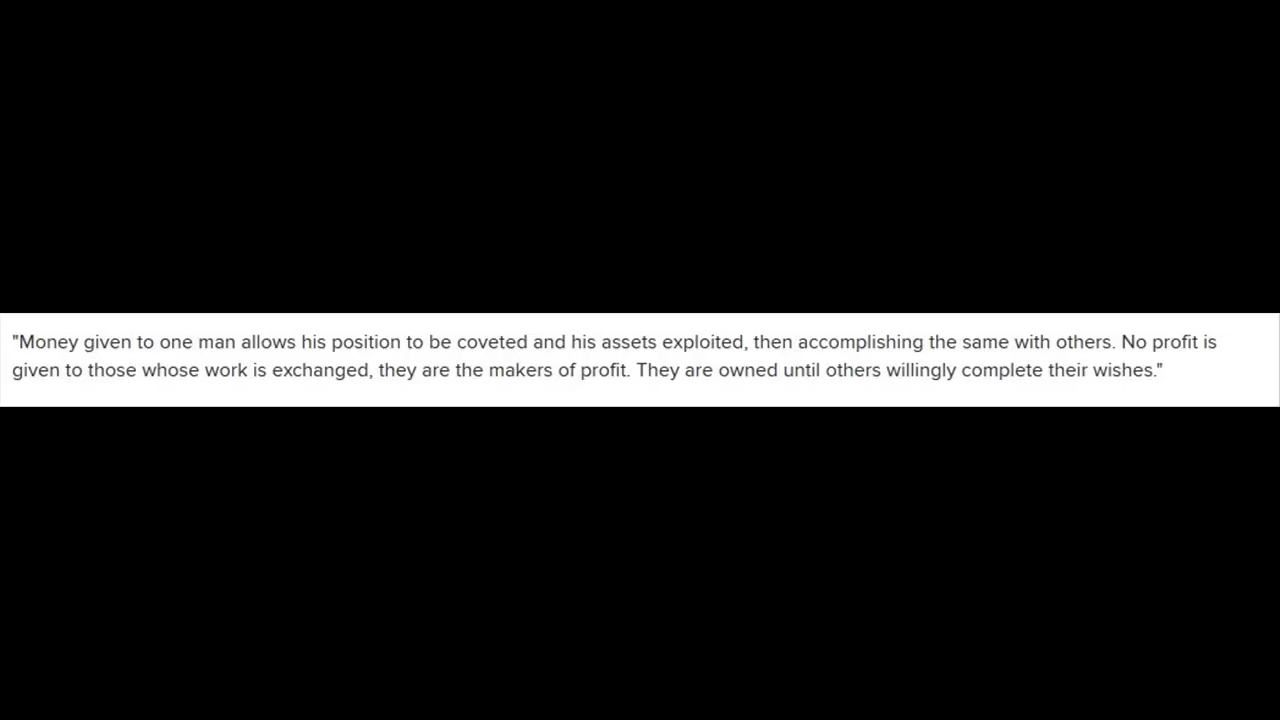 "Money given to one man allows his position to be coveted and his assets exploited, then accomplishing the same with others. No profit is
given to those whose work is exchanged, they are the makers of profit. They are owned until others willingly complete their wishes."